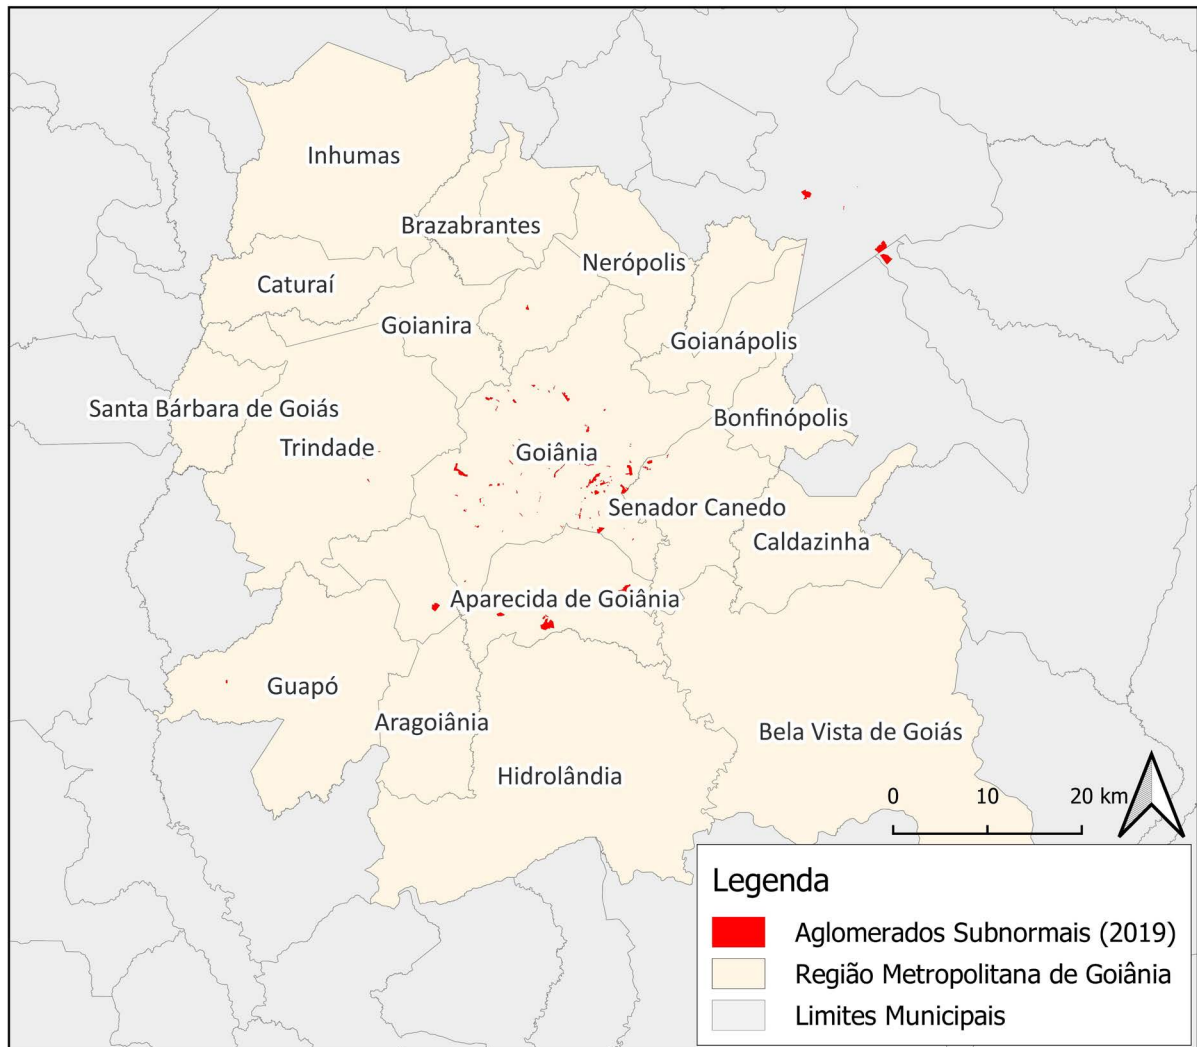 Inhumas
Brazabrantes
Nerópolis
Caturaí
Goianira
Goianápolis
Santa Bárbara de Goiás
Bonfinópolis
Trindade
Goiânia
Senador Canedo
Caldazinha
Aparecida de Goiânia
Guapó
Aragoiânia
Bela Vista de Goiás
Hidrolândia
0 10 20 km
Legenda
Aglomerados Subnormais (2019)
Região Metropolitana de Goiânia
Limites Municipais